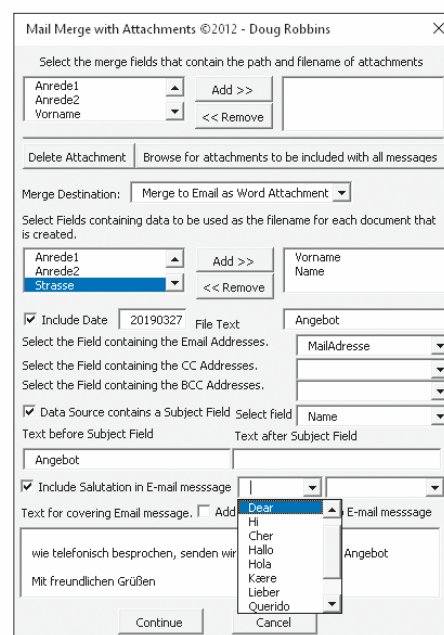 Mail Merge with Attachments ©2012 - Doug Robbins
Select the merge fields that contain the path and filename of attachments
Anrede1
Anrede2
Vorname
Add >>
<< Remove
Delete Attachment
Browse for attachments to be included with all messages
Merge Destination: Merge to Email as Word Attachment
Select Fields containing data to be used as the filename for each document that
is created.
Anrede1
Anrede2
Strasse
Add >>
<< Remove
Vorname
Name
Include Date 20190327 File Text Angebot
Select the Field containing the Email Addresses. MailAdresse
Select the Field containing the CC Addresses.
Select the Field containing the BCC Addresses.
Data Source contains a Subject Field Select field Name
Text before Subject Field Text after Subject Field
Angebot
Include Salutation in E-mail messsage
Text for covering Email message. Add E-mail messsage
Dear
Hi
Cher
Hallo
Hola
Kære
Lieber
Querido
wie telefonisch besprochen, senden wir Angebot
Mit freundlichen Grüßen
Continue
Cancel